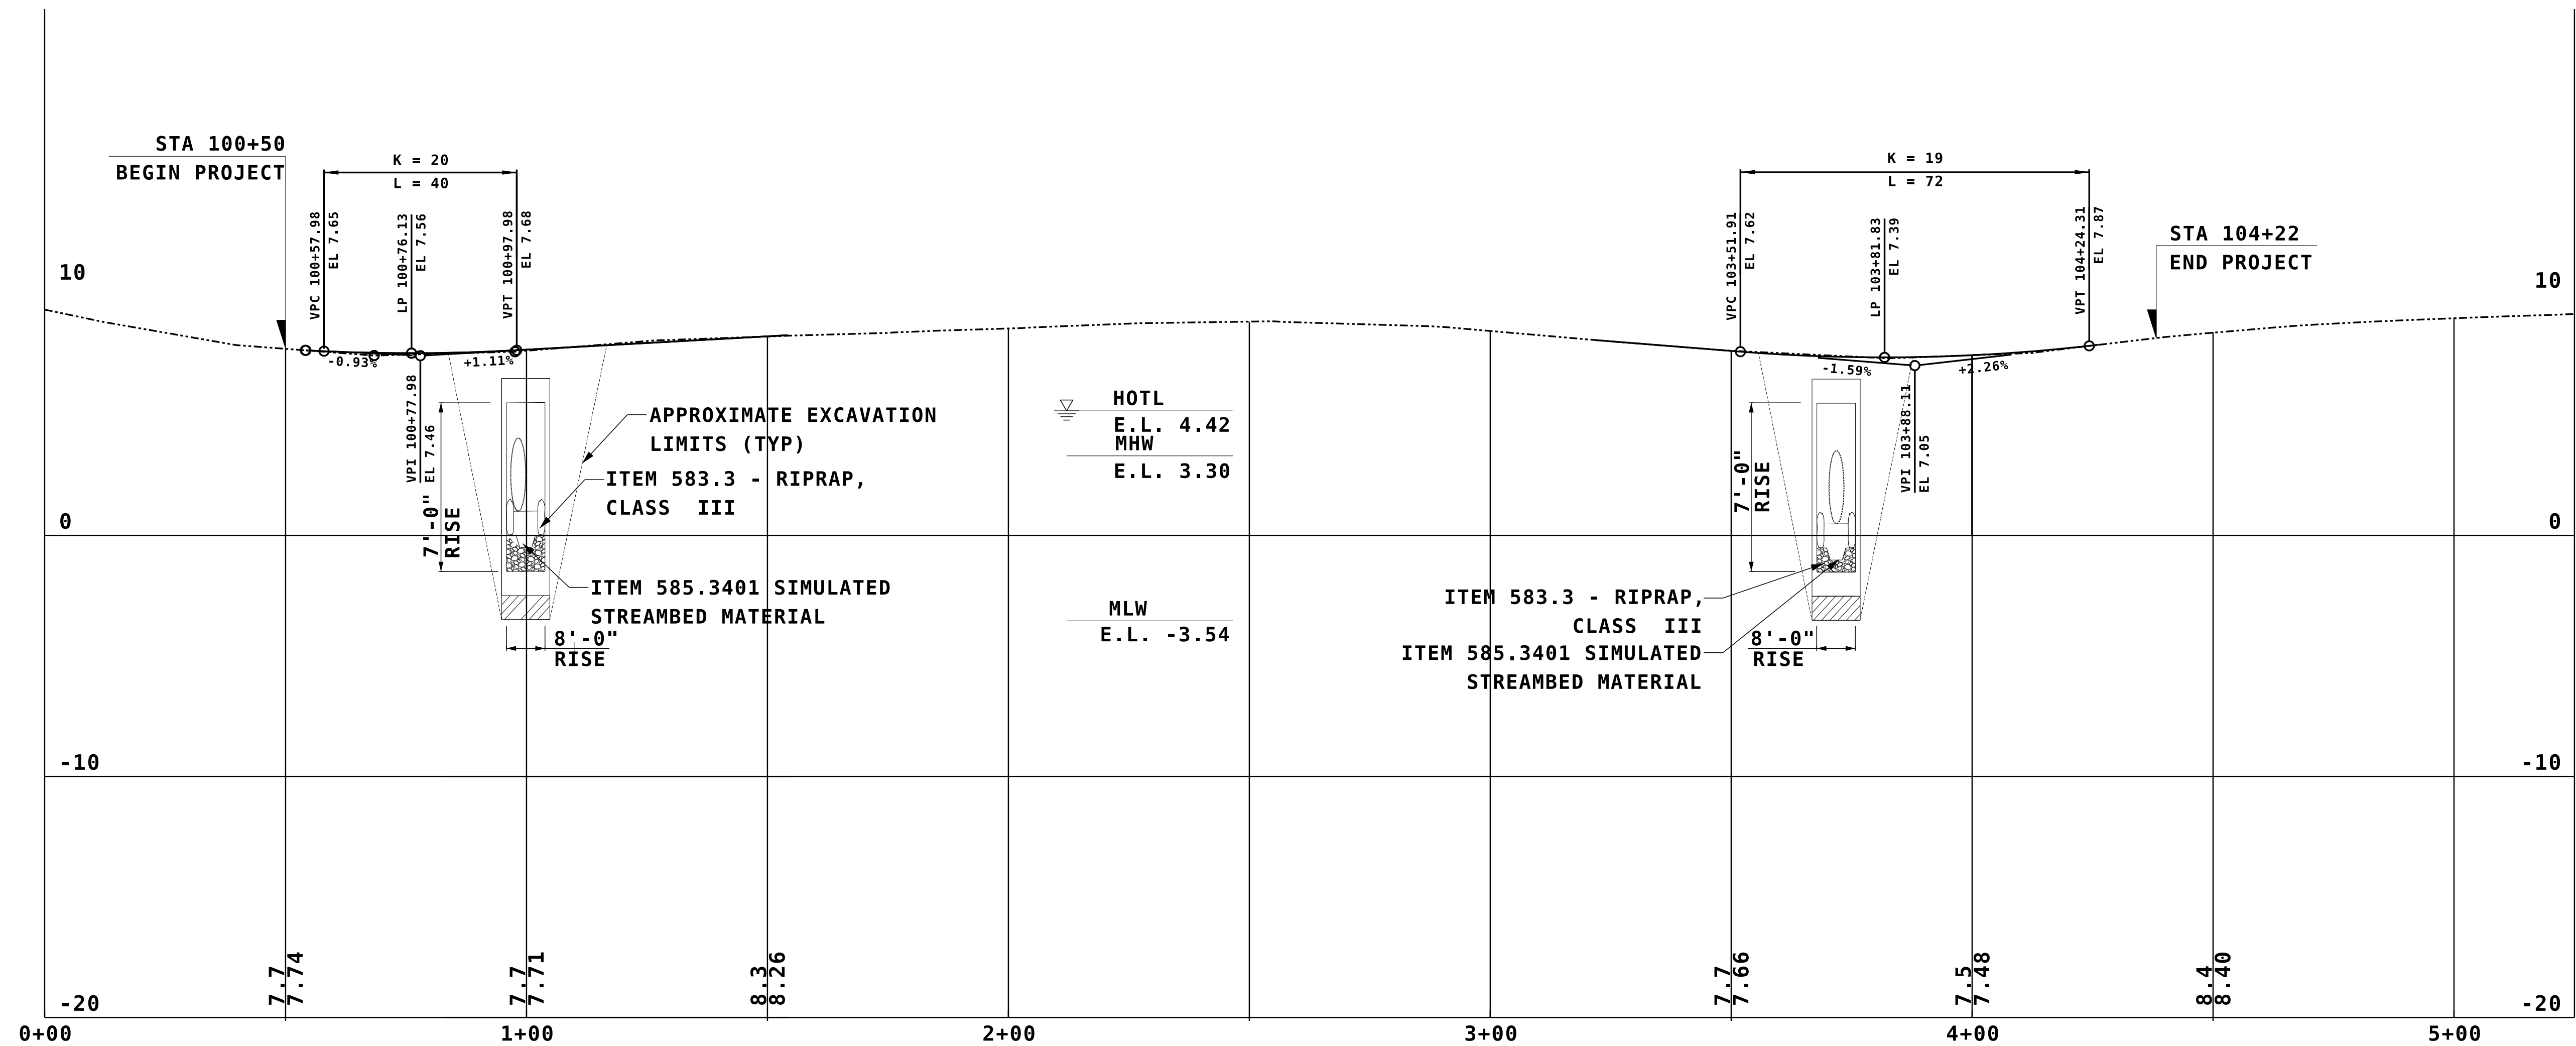 STA 100+50
BEGIN PROJECT
K = 20
L = 40
VPC 100+57.98
EL 7.65
LP 100+76.13
EL 7.56
VPT 100+97.98
EL 7.68
K = 19
L = 72
VPC 103+51.91
EL 7.62
LP 103+81.83
EL 7.39
VPT 104+24.31
EL 7.87
STA 104+22
END PROJECT
10
10
-0.93%
+1.11%
-1.59%
+2.26%
VPI 100+77.98
EL 7.46
VPI 103+88.11
EL 7.05
APPROXIMATE EXCAVATION
LIMITS (TYP)
ITEM 583.3 - RIPRAP,
CLASS III
HOTL
E.L. 4.42
MHW
E.L. 3.30
7'-0"
RISE
7'-0"
RISE
0
0
ITEM 585.3401 SIMULATED
STREAMBED MATERIAL
8'-0"
RISE
MLW
E.L. -3.54
ITEM 583.3 - RIPRAP,
CLASS III
ITEM 585.3401 SIMULATED
STREAMBED MATERIAL
8'-0"
RISE
-10
-10
7.7
7.74
7.7
7.71
8.3
8.26
7.7
7.66
7.5
7.48
8.4
8.40
-20
-20
0+00
1+00
2+00
3+00
4+00
5+00